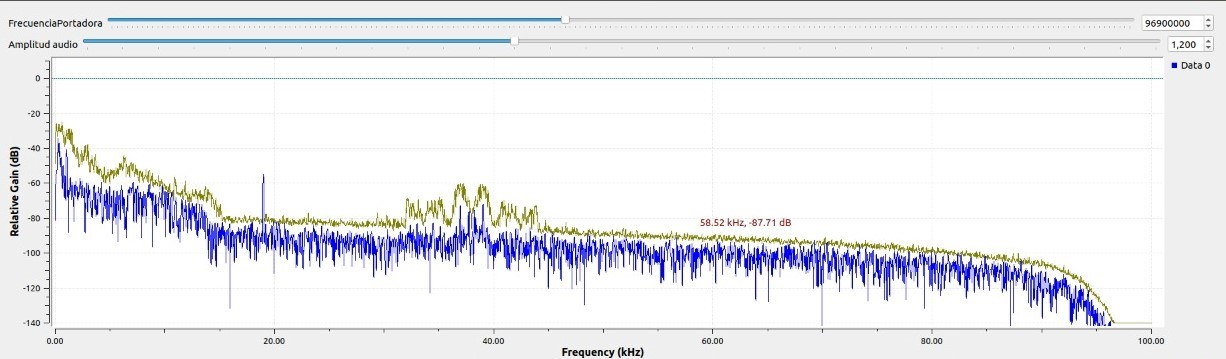 FrecuenciaPortadora 96900000
Amplitud audio 1,200
Data 0
Relative Gain (dB)
0
-20
-40
-60
-80
-100
-120
-140
58.52 kHz, -87.71 dB
0.00 20.00 40.00 60.00 80.00 100.00
Frequency (kHz)